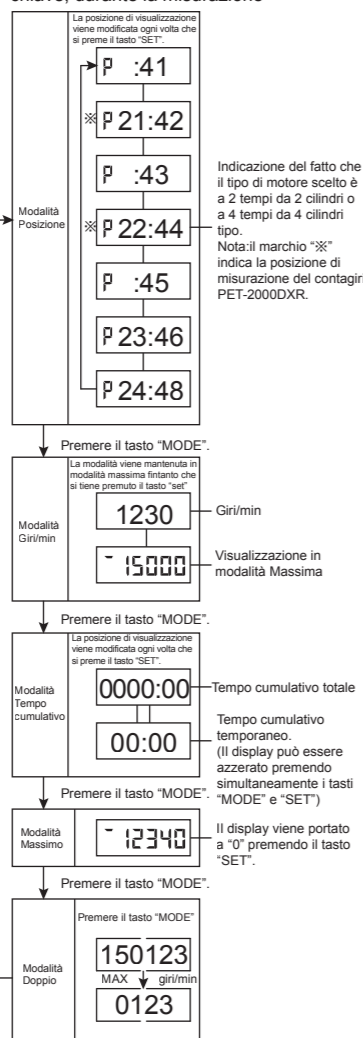 chiave, durante la misurazione
La posizione di visualizzazione
viene modificata ogni volta che
si preme il tasto “SET”.
Modalità
Posizione
P :41
※ P 21:42
P :43
※ P 22:44
P :45
P 23:46
P 24:48
Indicazione del fatto che
il tipo di motore scelto è
a 2 tempi da 2 cilindri o
a 4 tempi da 4 cilindri
tipo.
Nota:il marchio “※”
indica la posizione di
misurazione del contagiri
PET-2000DXR.
Premere il tasto “MODE”.
La modalità viene mantenuta in
modalità massima fintanto che
si tiene premuto il tasto “set”
Modalità
Giri/min
1230
Giri/min
15000
Visualizzazione in
modalità Massima
Premere il tasto “MODE”.
La posizione di visualizzazione
viene modificata ogni volta che
si preme il tasto “SET”.
Modalità
Tempo
cumulativo
0000:00
Tempo cumulativo totale
00:00
Tempo cumulativo
temporaneo.
(Il display può essere
azzerato premendo
simultaneamente i tasti
“MODE” e “SET”)
Premere il tasto “MODE”.
Modalità
Massimo
12340
Il display viene portato
a “0” premendo il tasto
“SET”.
Premere il tasto “MODE”.
Premere il tasto “MODE”
Modalità
Doppio
150123
MAX giri/min
0123